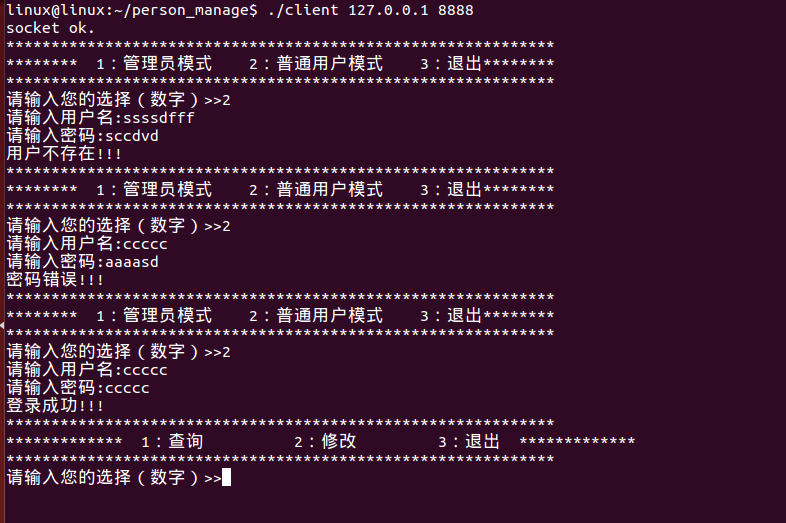 linux@linux:~/person_manage$ ./client 127.0.0.1 8888
socket ok.
*************************************************************
********  1：管理员模式    2：普通用户模式    3：退出********
*************************************************************
请输入您的选择（数字）>>2
请输入用户名:ssssdfff
请输入密码:sccdvd
用户不存在!!!
*************************************************************
********  1：管理员模式    2：普通用户模式    3：退出********
*************************************************************
请输入您的选择（数字）>>2
请输入用户名:ccccc
请输入密码:aaaasd
密码错误!!!
*************************************************************
********  1：管理员模式    2：普通用户模式    3：退出********
*************************************************************
请输入您的选择（数字）>>2
请输入用户名:ccccc
请输入密码:ccccc
登录成功!!!
*************************************************************
*************  1：查询          2：修改         3：退出  *************
*************************************************************
请输入您的选择（数字）>>